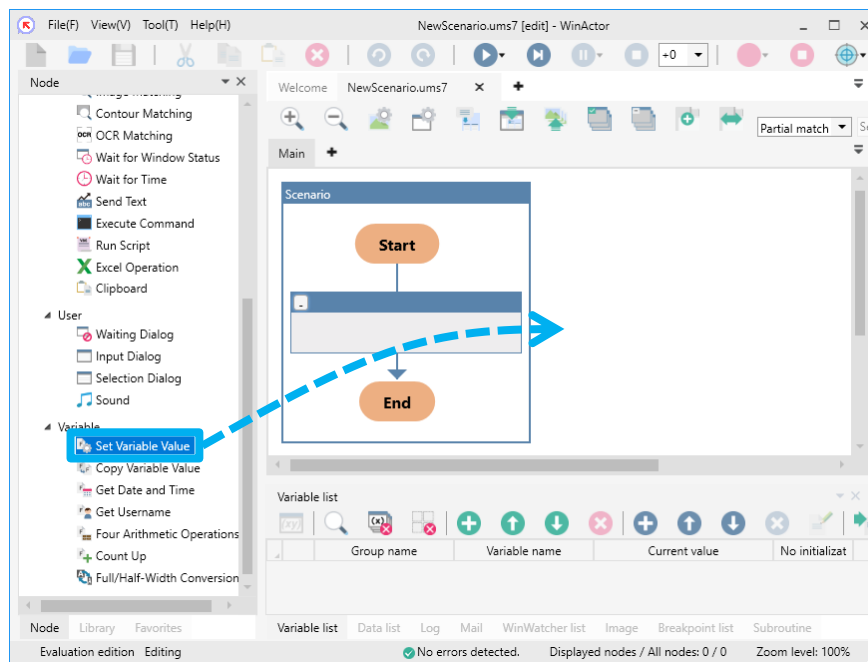 File(F) View(V) Tool(T) Help(H)
NewScenario.ums7 [edit] - WinActor
+0
Node
Welcome
NewScenario.ums7
Image Matching
Contour Matching
OCR OCR Matching
Wait for Window Status
Wait for Time
Send Text
Execute Command
Run Script
Excel Operation
Clipboard
User
Waiting Dialog
Input Dialog
Selection Dialog
Sound
Variable
Set Variable Value
Copy Variable Value
Get Date and Time
Get Username
Four Arithmetic Operations
Count Up
Full/Half-Width Conversion
Node Library Favorites
Partial match
Main
Scenario
Start
End
Variable list
Group name Variable name Current value No initializat
Variable list Data list Log Mail WinWatcher list Image Breakpoint list Subroutine
Evaluation edition Editing
No errors detected. Displayed nodes / All nodes: 0 / 0 Zoom level: 100%